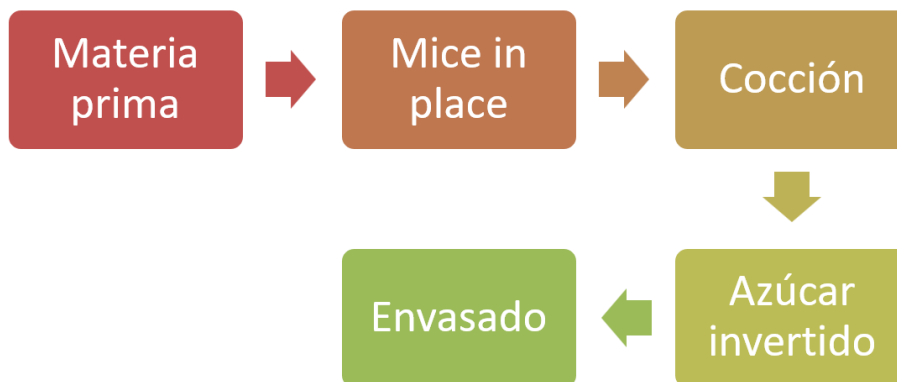 Materia
prima
Mice in
place
Cocción
Azúcar
invertido
Envasado